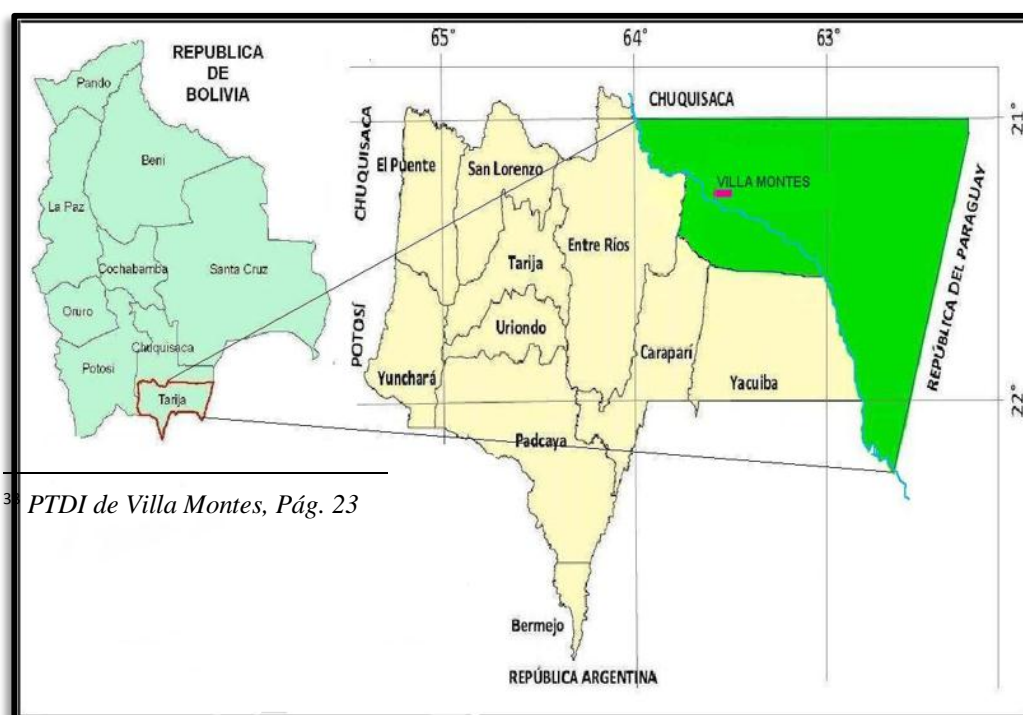 REPUBLICA
DE
BOLIVIA
Pando
Beni
La Paz
Cochabamba
Santa Cruz
Oruro
Chuquisaca
Potosi
Tarija
65°
64°
63°
CHUQUISACA
21°
CHUQUISACA
El Puente
San Lorenzo
VILLA MONTES
REPÚBLICA DEL PARAGUAY
Entre Ríos
Tarija
POTOSÍ
Uriondo
Caraparí
Yunchará
Yacuiba
22°
Padcaya
PTDI de Villa Montes, Pág. 23
Bermejo
REPÚBLICA ARGENTINA